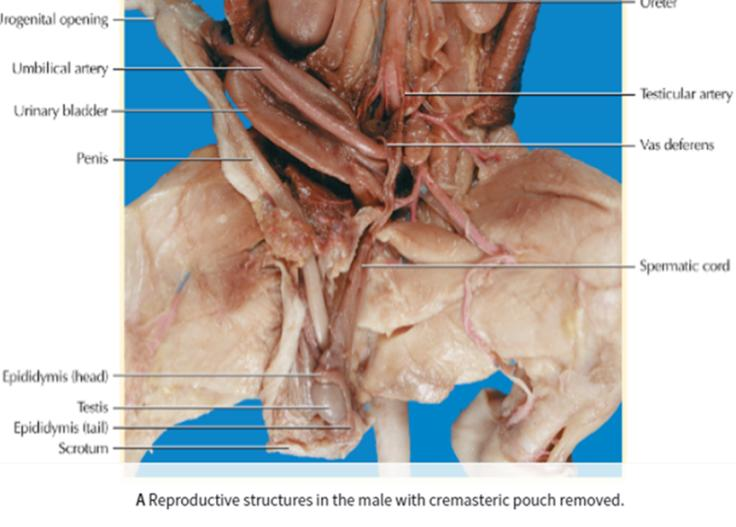 Ureter
Urogenital opening
Umbilical artery
Testicular artery
Urinary bladder
Vas deferens
Penis
Spermatic cord
Epididymis (head)
Testis
Epididymis (tail)
Scrotum
A Reproductive structures in the male with cremasteric pouch removed.